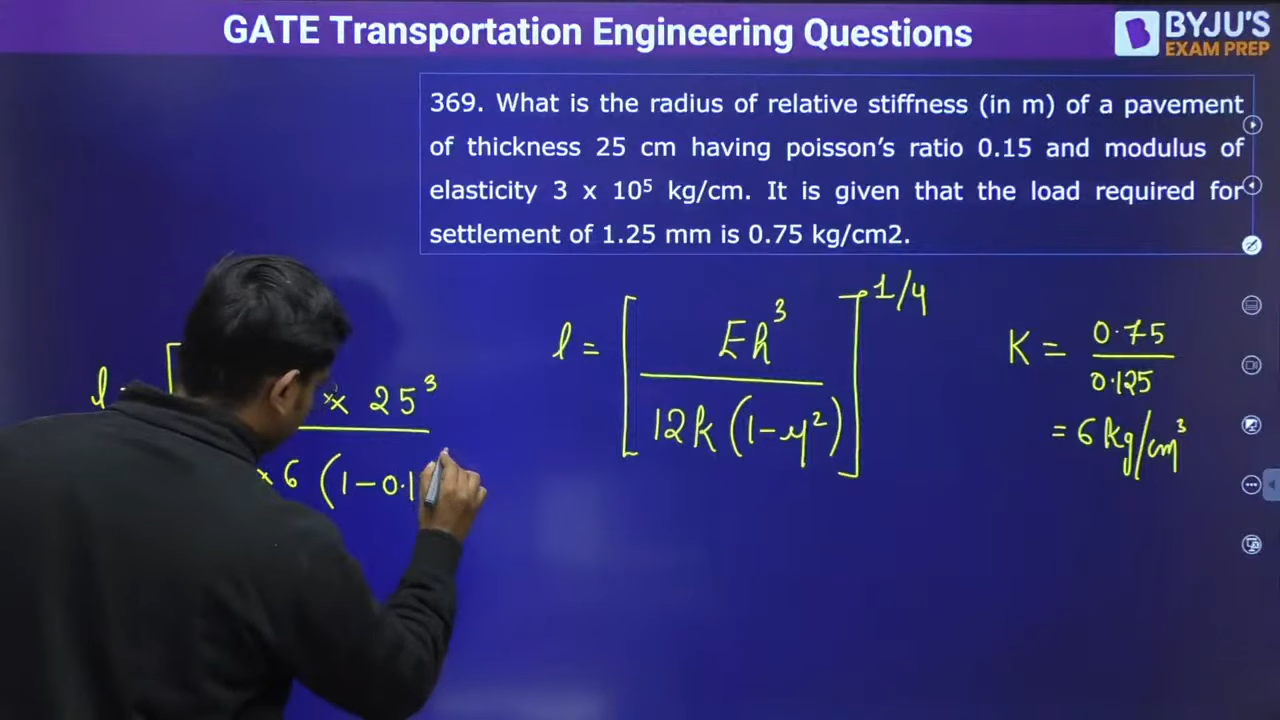 GATE Transportation Engineering Questions
BYJU'S
EXAM PREP
369. What is the radius of relative stiffness (in m) of a pavement
of thickness 25 cm having poisson's ratio 0.15 and modulus of
elasticity 3 x 10⁵ kg/cm. It is given that the load required for
settlement of 1.25 mm is 0.75 kg/cm2.
l = [ Eh³ / 12k (1-μ²) ]^1/4
K = 0.75 / 0.125
= 6 kg/cm³
l = [ x 25³
x 6 (1-0.1